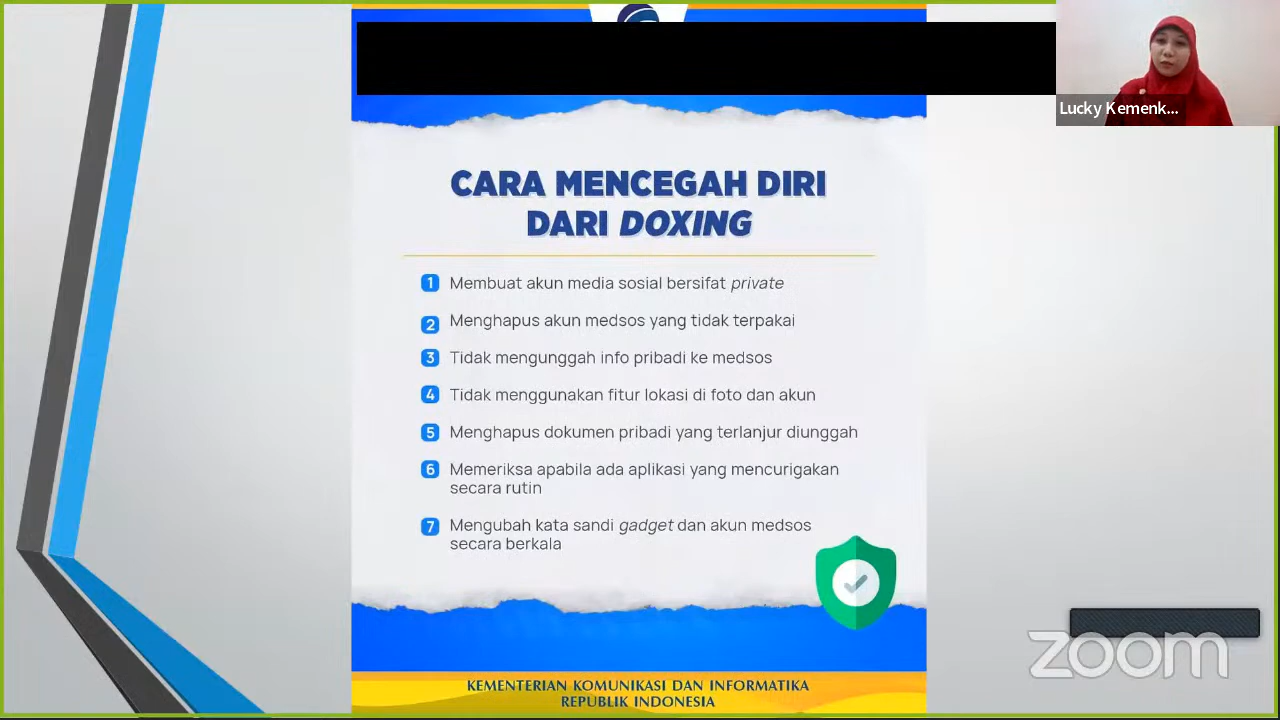 Lucky Kemenk...
CARA MENCEGAH DIRI
DARI DOXING
1 Membuat akun media sosial bersifat private
2 Menghapus akun medsos yang tidak terpakai
3 Tidak mengunggah info pribadi ke medsos
4 Tidak menggunakan fitur lokasi di foto dan akun
5 Menghapus dokumen pribadi yang terlanjur diunggah
6 Memeriksa apabila ada aplikasi yang mencurigakan
secara rutin
7 Mengubah kata sandi gadget dan akun medsos
secara berkala
zoom
KEMENTERIAN KOMUNIKASI DAN INFORMATIKA
REPUBLIK INDONESIA